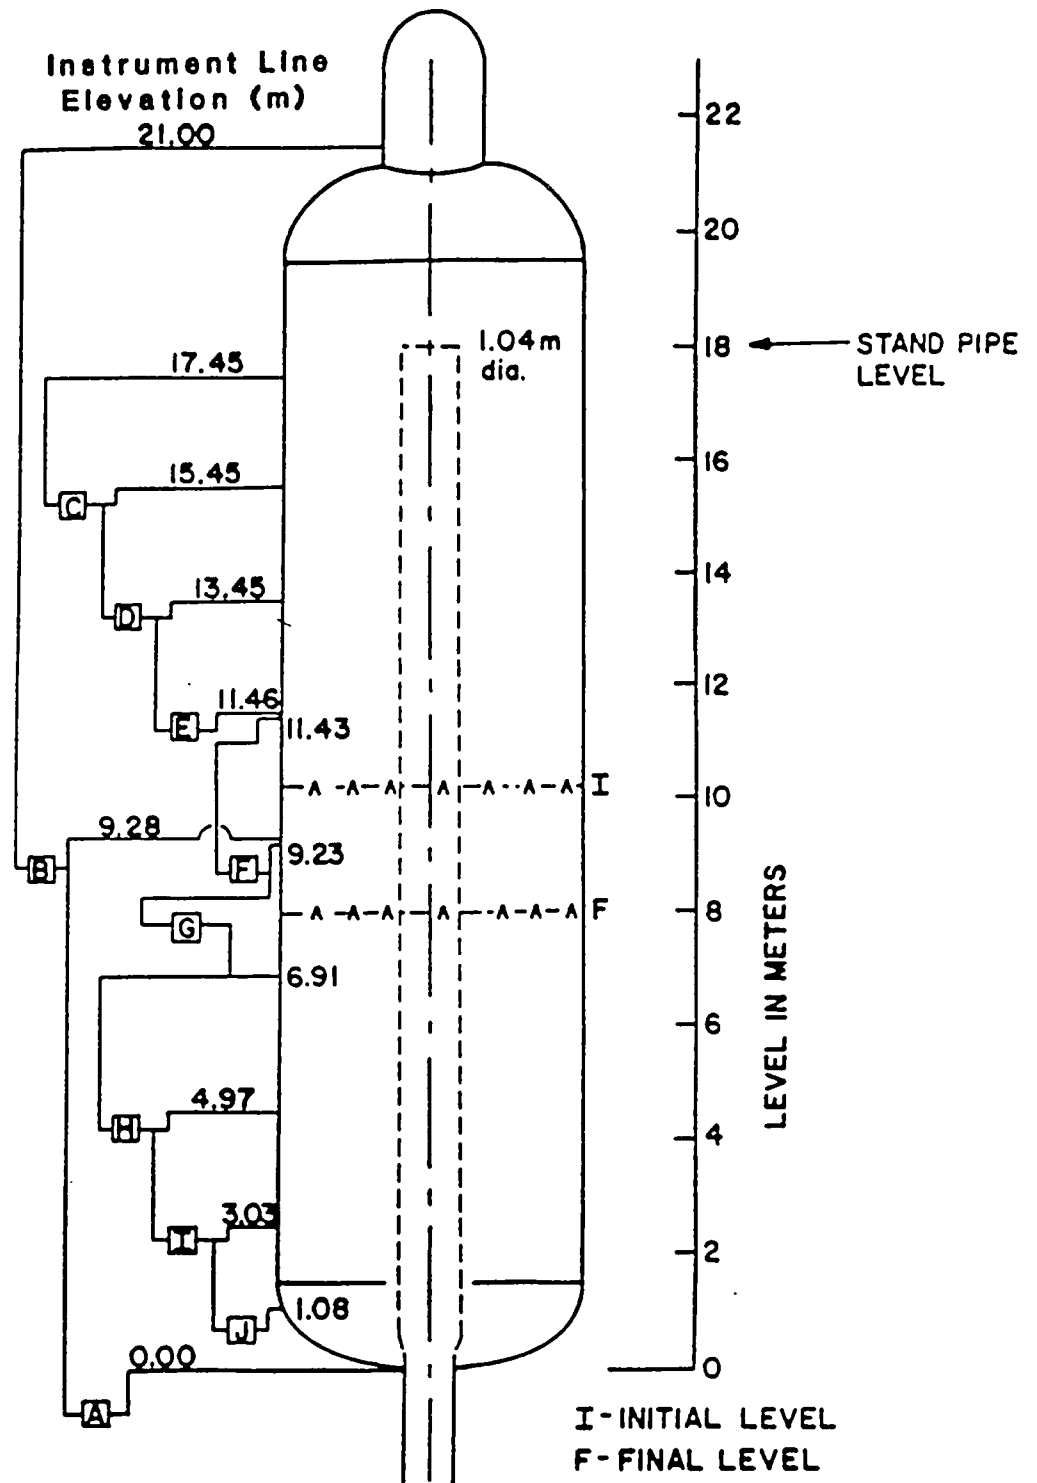 Instrument Line
Elevation (m)
21.00
22
20
1.04m
dia.
18
STAND PIPE
LEVEL
17.45
16
15.45
C
14
13.45
D
12
11.46
E
11.43
A A A A A A A I
10
9.28
9.23
B
F
A A A A A A A F
8
G
6.91
6
LEVEL IN METERS
4.97
H
4
3.03
I
2
1.08
J
0.00
0
A
I-INITIAL LEVEL
F-FINAL LEVEL